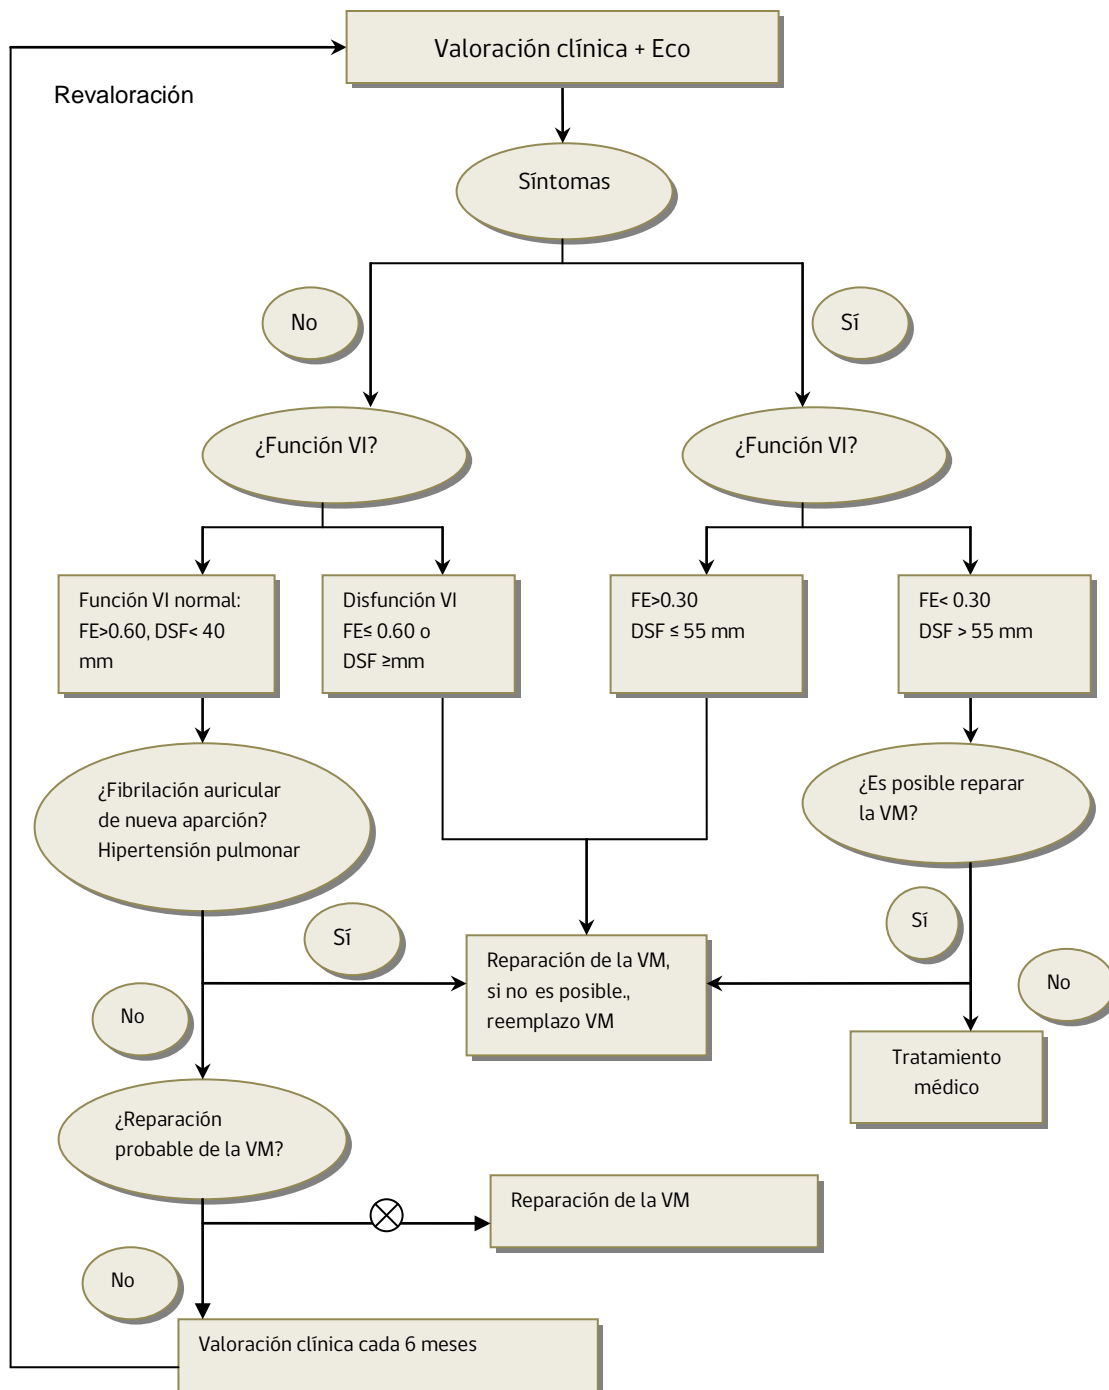 Valoración clínica + Eco
Revaloración
Síntomas
No
Sí
¿Función VI?
¿Función VI?
Función VI normal:
FE>0.60, DSF< 40
mm
Disfunción VI
FE≤ 0.60 o
DSF ≥mm
FE>0.30
DSF ≤ 55 mm
FE< 0.30
DSF > 55 mm
¿Fibrilación auricular
de nueva aparición?
Hipertensión pulmonar
¿Es posible reparar
la VM?
Sí
Sí
Reparación de la VM,
si no es posible.,
reemplazo VM
No
No
Tratamiento
médico
¿Reparación
probable de la VM?
Reparación de la VM
No
Valoración clínica cada 6 meses